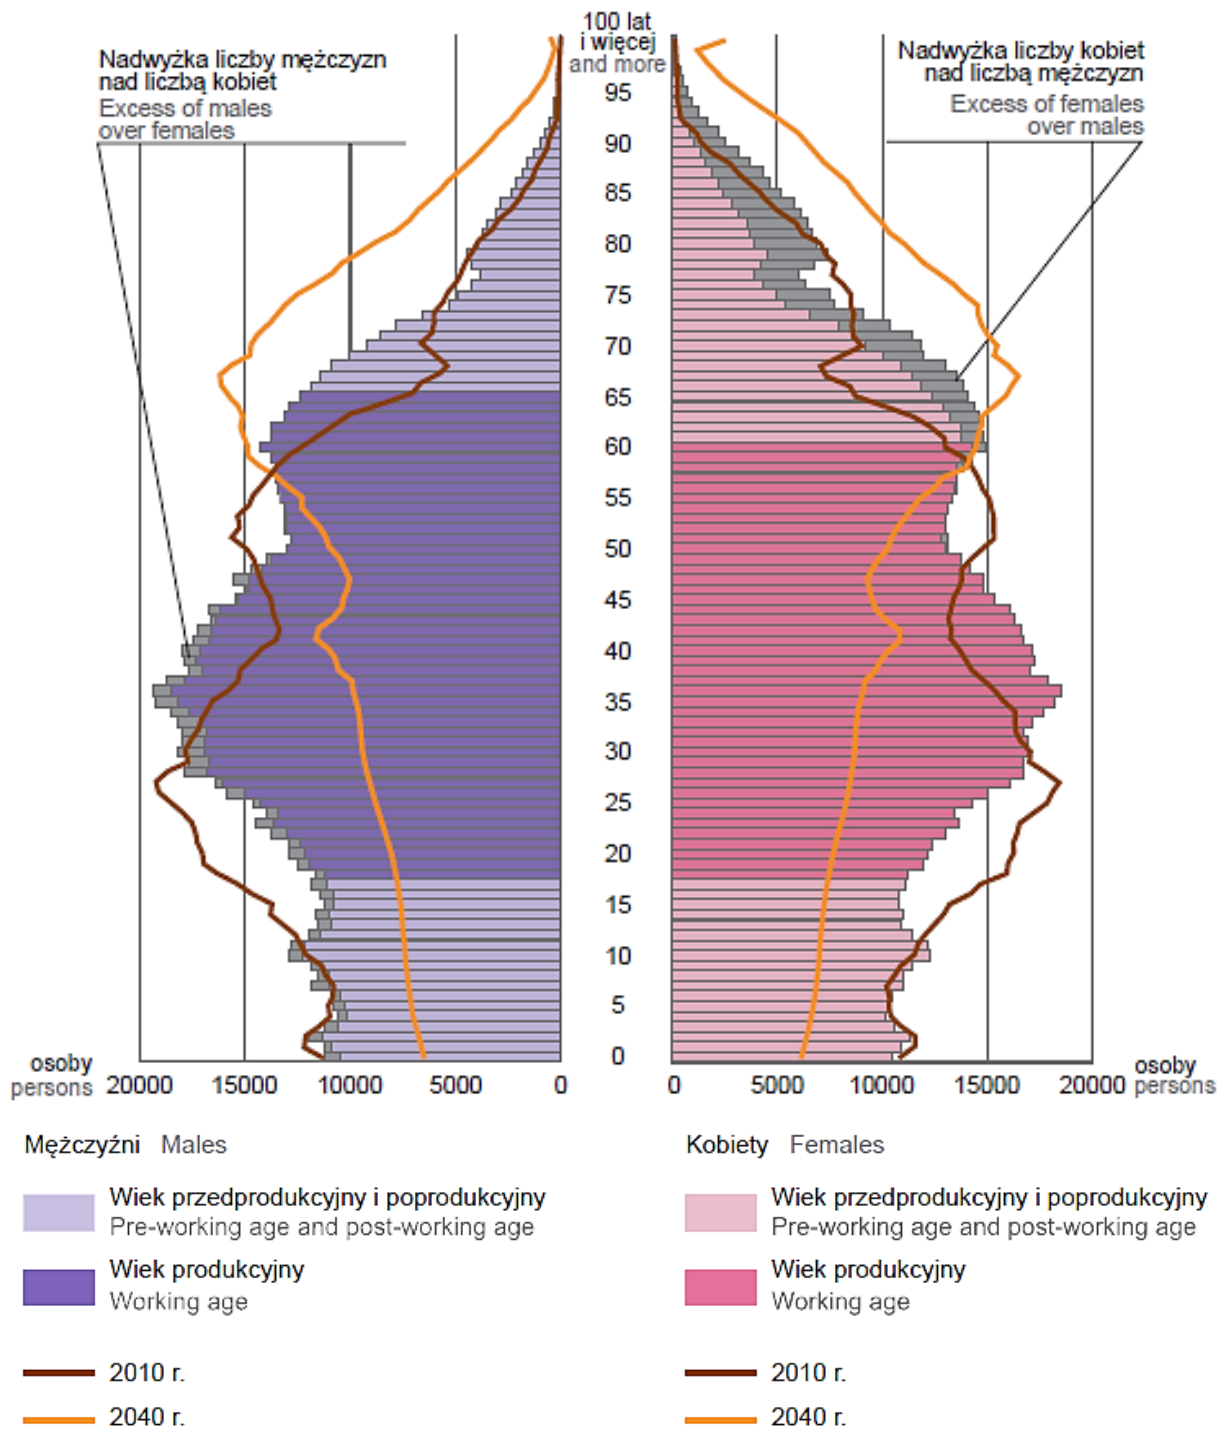 100 lat
i więcej
and more
Nadwyżka liczby mężczyzn
nad liczbą kobiet
Excess of males
over females
Nadwyżka liczby kobiet
nad liczbą mężczyzn
Excess of females
over males
95
90
85
80
75
70
65
60
55
50
45
40
35
30
25
20
15
10
5
0
osoby
persons
20000 15000 10000 5000 0
0 5000 10000 15000 20000
osoby
persons
Mężczyźni Males
Wiek przedprodukcyjny i poprodukcyjny
Pre-working age and post-working age
Wiek produkcyjny
Working age
2010 r.
2040 r.
Kobiety Females
Wiek przedprodukcyjny i poprodukcyjny
Pre-working age and post-working age
Wiek produkcyjny
Working age
2010 r.
2040 r.